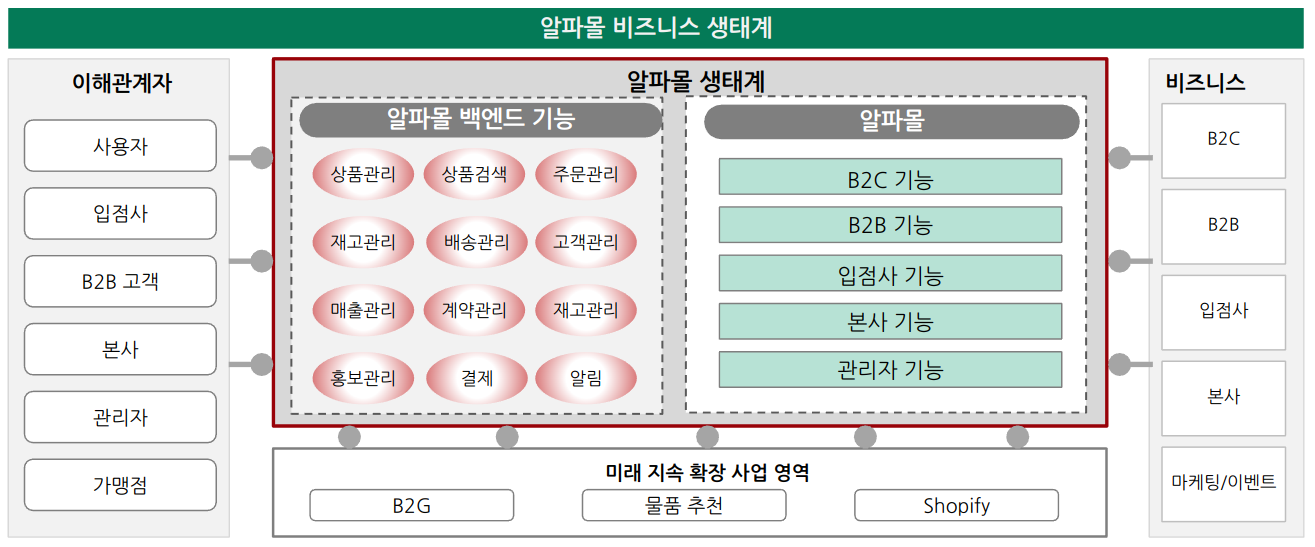 알파몰 비즈니스 생태계
이해관계자
사용자
입점사
B2B 고객
본사
관리자
가맹점
알파몰 생태계
알파몰 백엔드 기능
상품관리 상품검색 주문관리
재고관리 배송관리 고객관리
매출관리 계약관리 재고관리
홍보관리 결제 알림
알파몰
B2C 기능
B2B 기능
입점사 기능
본사 기능
관리자 기능
비즈니스
B2C
B2B
입점사
본사
마케팅/이벤트
미래 지속 확장 사업 영역
B2G 물품 추천 Shopify